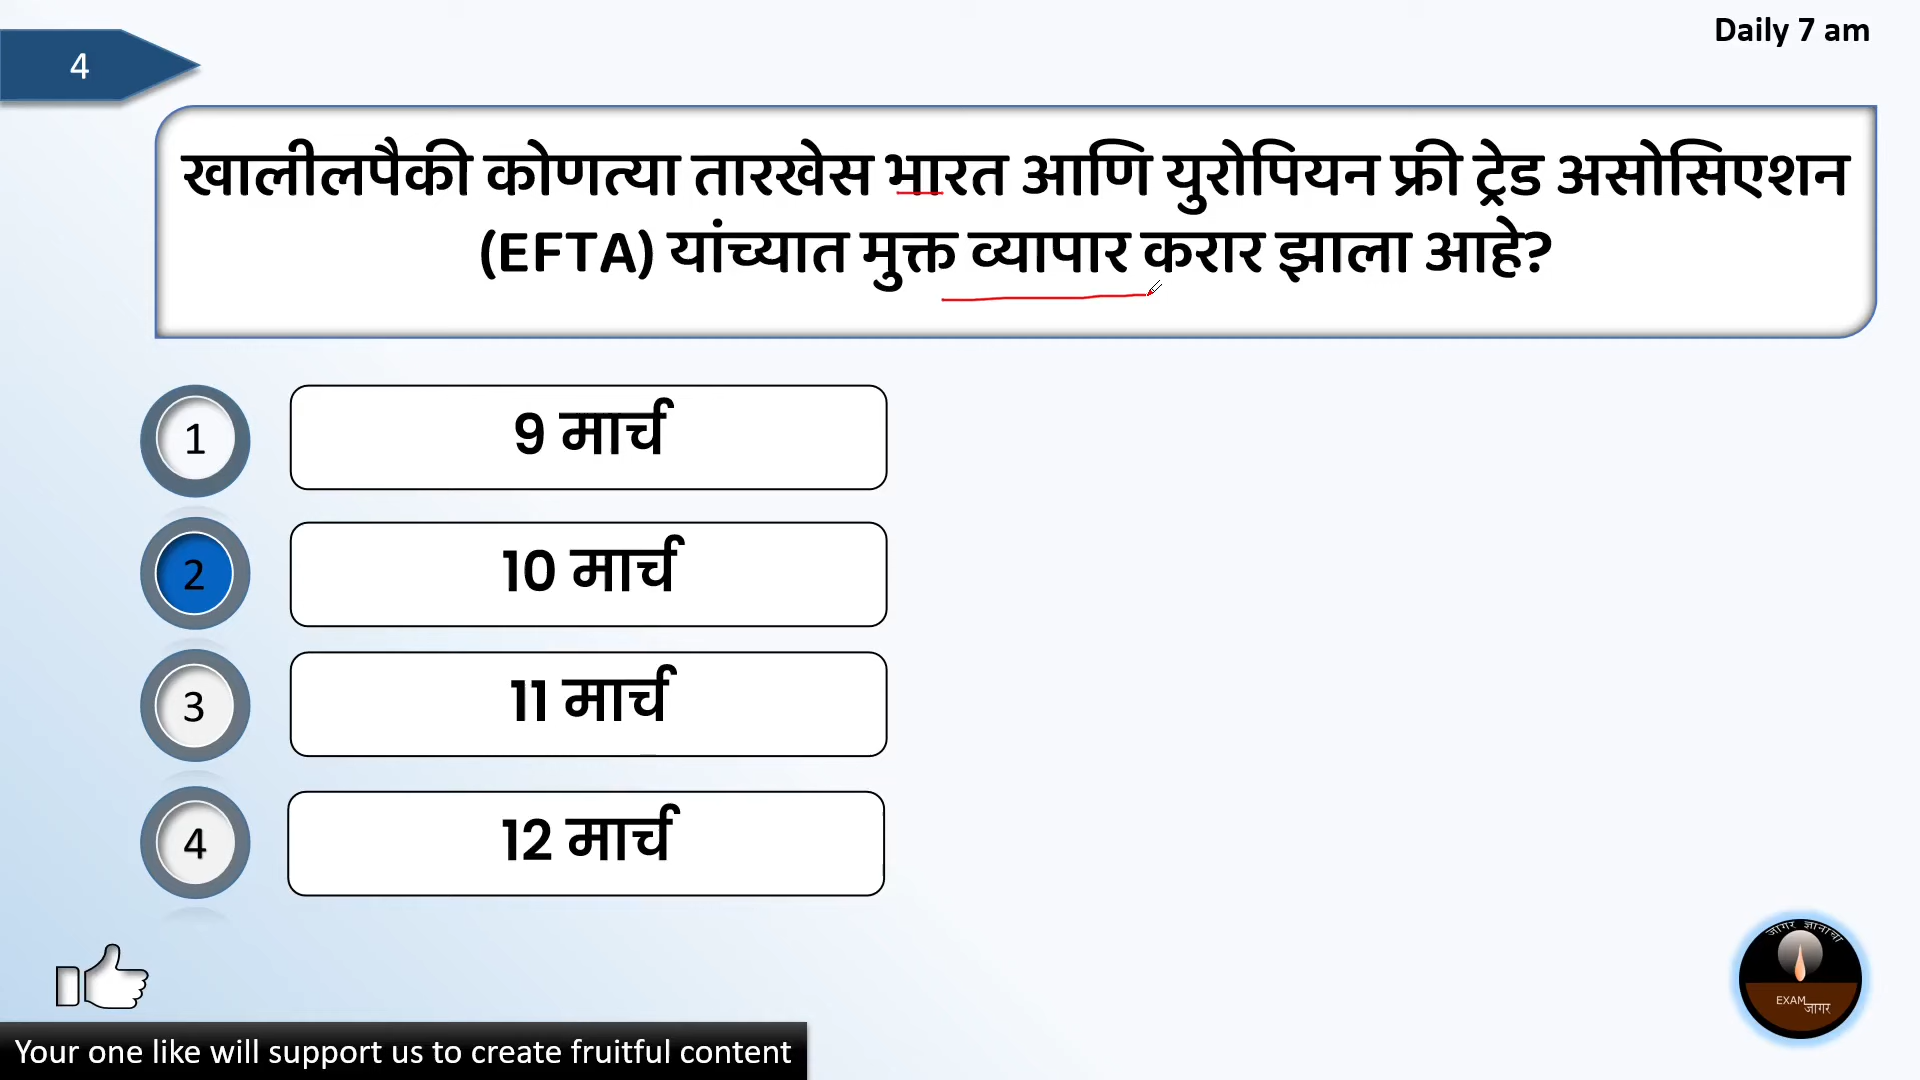 Daily 7 am
4
खालीलपैकी कोणत्या तारखेस भारत आणि युरोपियन फ्री ट्रेड असोसिएशन
(EFTA) यांच्यात मुक्त व्यापार करार झाला आहे?
1
9 मार्च
2
10 मार्च
3
11 मार्च
4
12 मार्च
जागर ज्ञानाचा
EXAM
जागर
Your one like will support us to create fruitful content